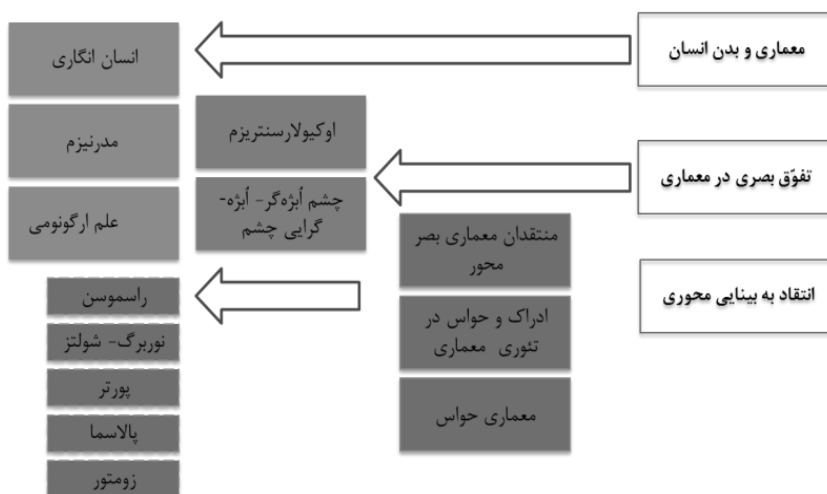 معماری و بدن انسان
انسان انگاری
مدرنیزم
علم ارگونومی
تفوّق بصری در معماری
اوکیولارسنتریزم
چشم اُبژه‌گر- اُبژه-
گرایی چشم
انتقاد به بینایی محوری
منتقدان معماری بصر
محور
ادراک و حواس در
تئوری معماری
معماری حواس
راسموسن
نوربرگ- شولتز
پورتر
پالاسما
زومتور